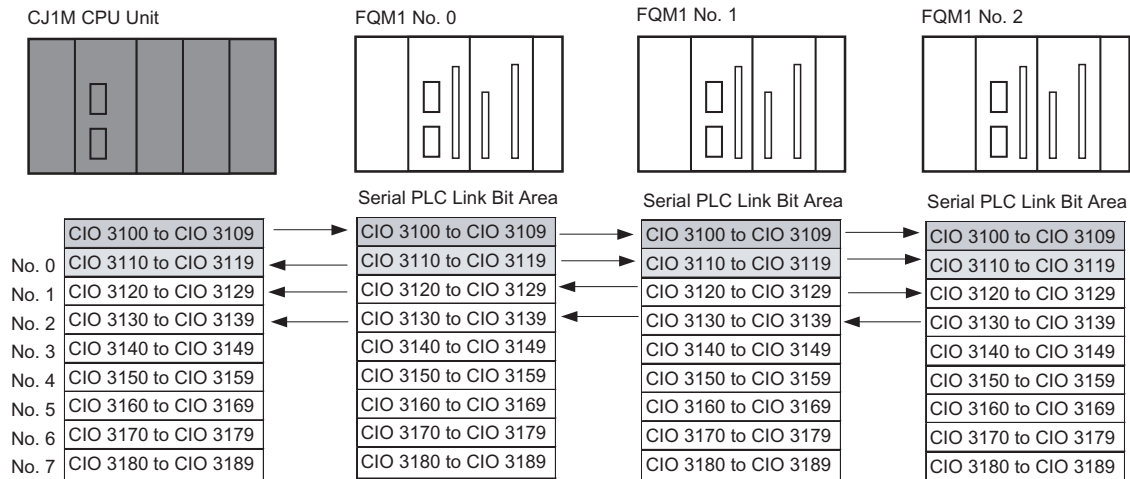 CJ1M CPU Unit
FQM1 No. 0
FQM1 No. 1
FQM1 No. 2
Serial PLC Link Bit Area
Serial PLC Link Bit Area
Serial PLC Link Bit Area
CIO 3100 to CIO 3109
CIO 3100 to CIO 3109
CIO 3100 to CIO 3109
CIO 3100 to CIO 3109
No. 0 CIO 3110 to CIO 3119
CIO 3110 to CIO 3119
CIO 3110 to CIO 3119
CIO 3110 to CIO 3119
No. 1 CIO 3120 to CIO 3129
CIO 3120 to CIO 3129
CIO 3120 to CIO 3129
CIO 3120 to CIO 3129
No. 2 CIO 3130 to CIO 3139
CIO 3130 to CIO 3139
CIO 3130 to CIO 3139
CIO 3130 to CIO 3139
No. 3 CIO 3140 to CIO 3149
CIO 3140 to CIO 3149
CIO 3140 to CIO 3149
CIO 3140 to CIO 3149
No. 4 CIO 3150 to CIO 3159
CIO 3150 to CIO 3159
CIO 3150 to CIO 3159
CIO 3150 to CIO 3159
No. 5 CIO 3160 to CIO 3169
CIO 3160 to CIO 3169
CIO 3160 to CIO 3169
CIO 3160 to CIO 3169
No. 6 CIO 3170 to CIO 3179
CIO 3170 to CIO 3179
CIO 3170 to CIO 3179
CIO 3170 to CIO 3179
No. 7 CIO 3180 to CIO 3189
CIO 3180 to CIO 3189
CIO 3180 to CIO 3189
CIO 3180 to CIO 3189